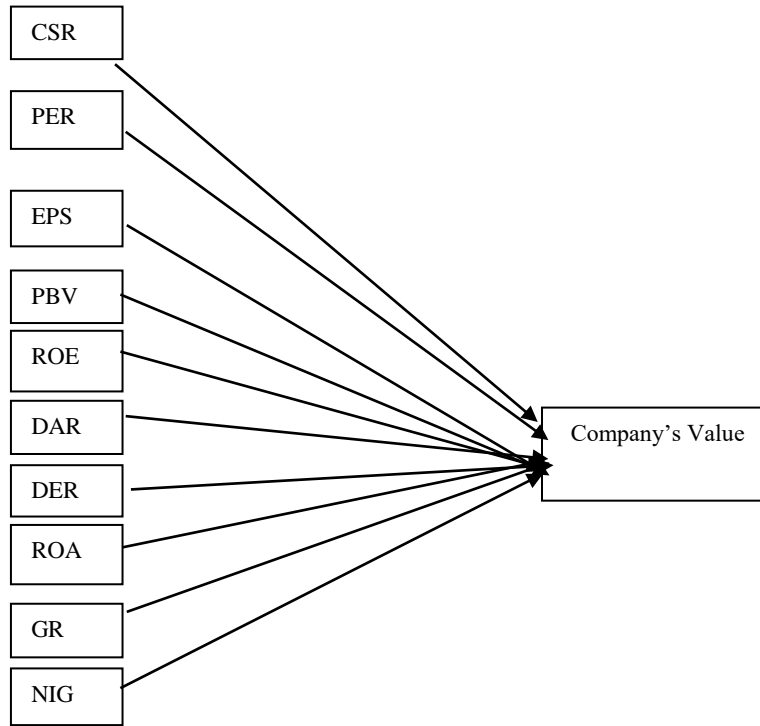 CSR
PER
EPS
PBV
ROE
DAR
Company’s Value
DER
ROA
GR
NIG